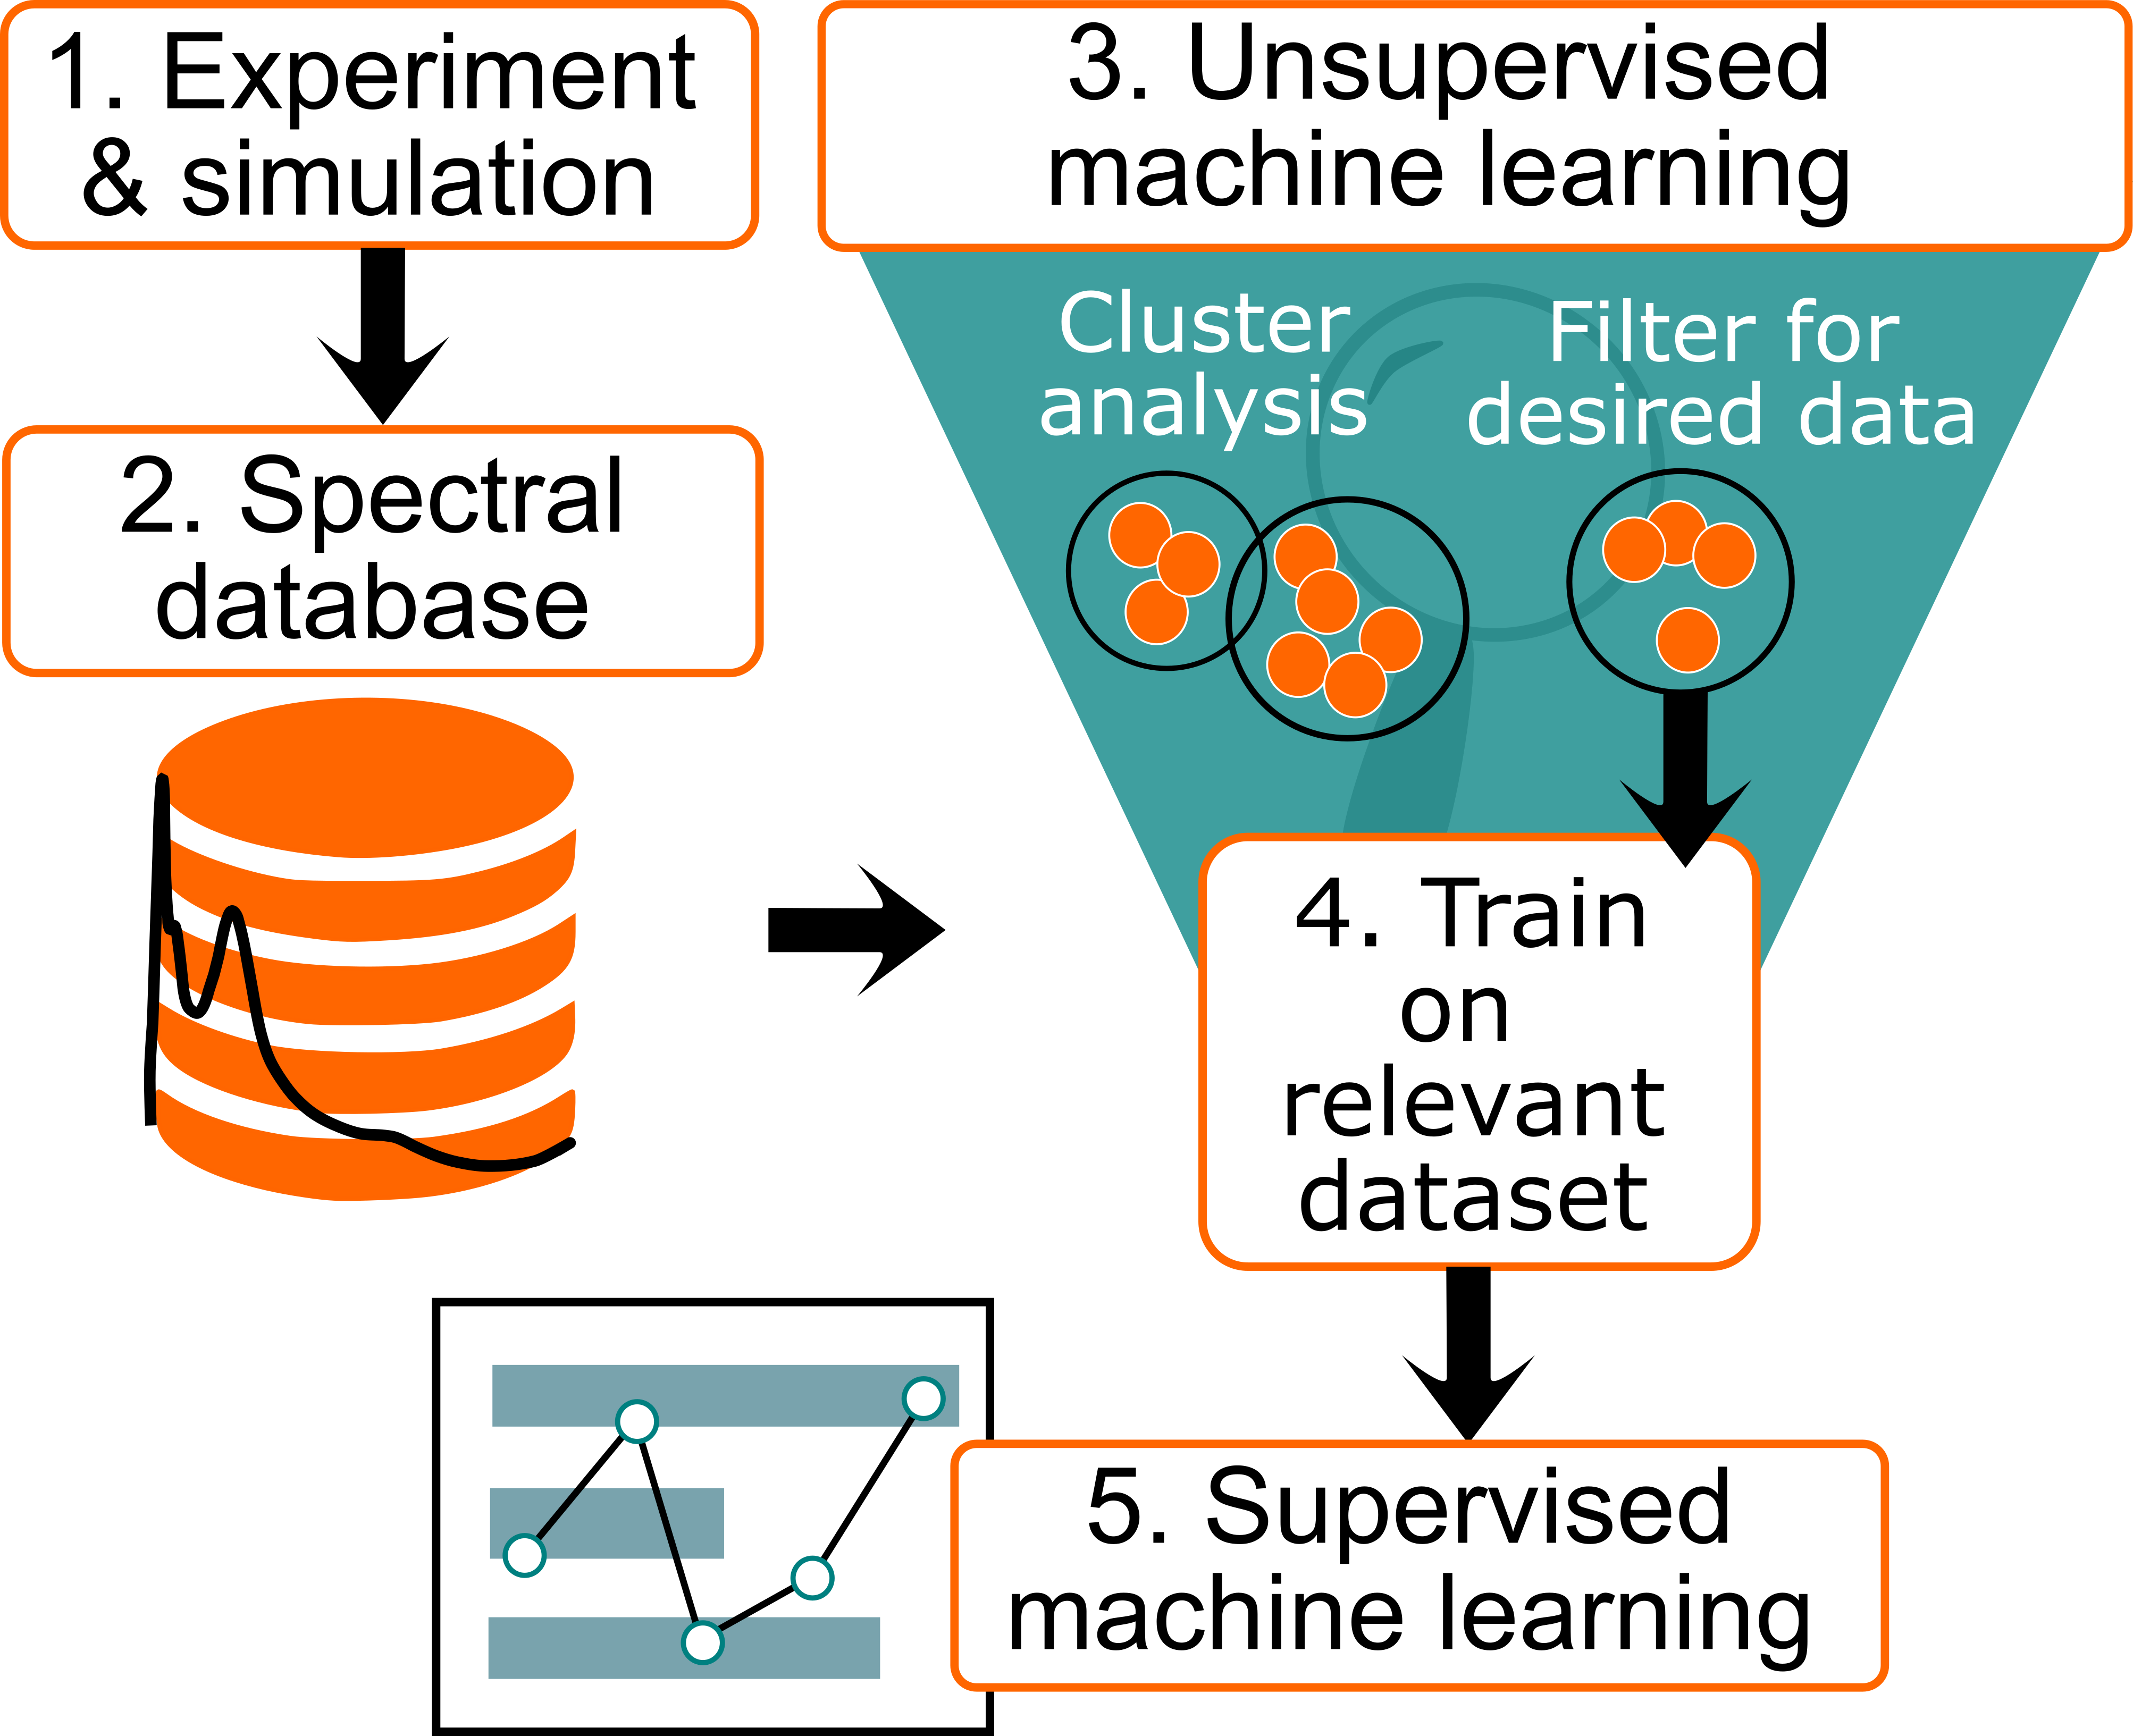 1. Experiment
& simulation
2. Spectral
database
3. Unsupervised
machine learning
Cluster
analysis
Filter for
desired data
4. Train
on
relevant
dataset
5. Supervised
machine learning